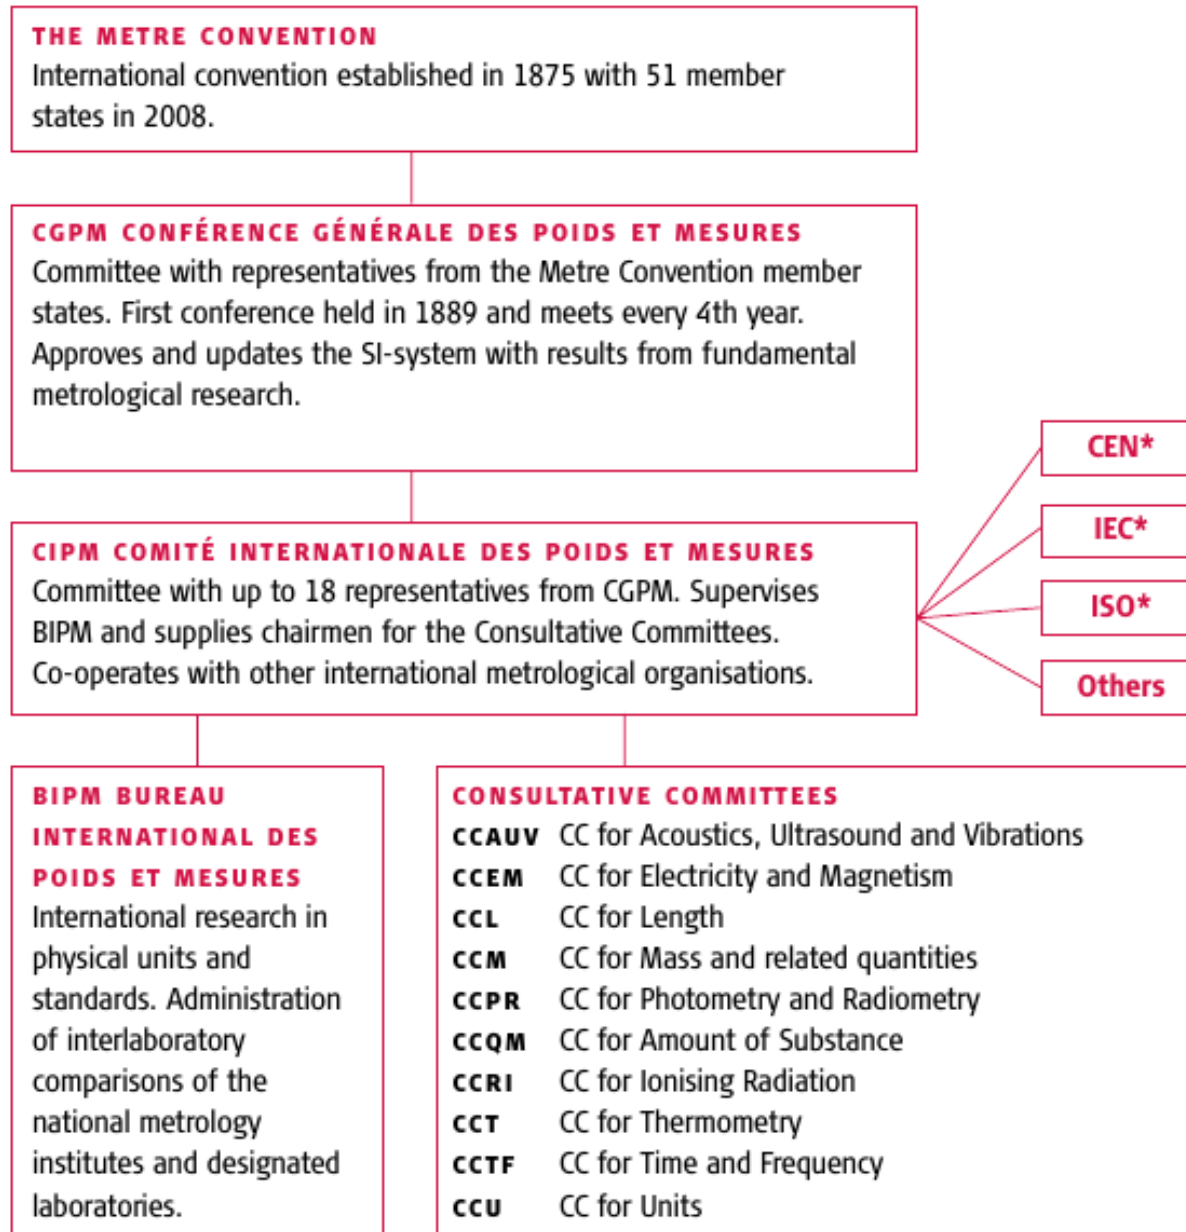 THE METRE CONVENTION
International convention established in 1875 with 51 member
states in 2008.
CGPM CONFÉRENCE GÉNÉRALE DES POIDS ET MESURES
Committee with representatives from the Metre Convention member
states. First conference held in 1889 and meets every 4th year.
Approves and updates the SI-system with results from fundamental
metrological research.
CEN*
IEC*
ISO*
Others
CIPM COMITÉ INTERNATIONALE DES POIDS ET MESURES
Committee with up to 18 representatives from CGPM. Supervises
BIPM and supplies chairmen for the Consultative Committees.
Co-operates with other international metrological organisations.
BIPM BUREAU
INTERNATIONAL DES
POIDS ET MESURES
International research in
physical units and
standards. Administration
of interlaboratory
comparisons of the
national metrology
institutes and designated
laboratories.
CONSULTATIVE COMMITTEES
CCAUV CC for Acoustics, Ultrasound and Vibrations
CCEM CC for Electricity and Magnetism
CCL CC for Length
CCM CC for Mass and related quantities
CCPR CC for Photometry and Radiometry
CCQM CC for Amount of Substance
CCRI CC for Ionising Radiation
CCT CC for Thermometry
CCTF CC for Time and Frequency
CCU CC for Units